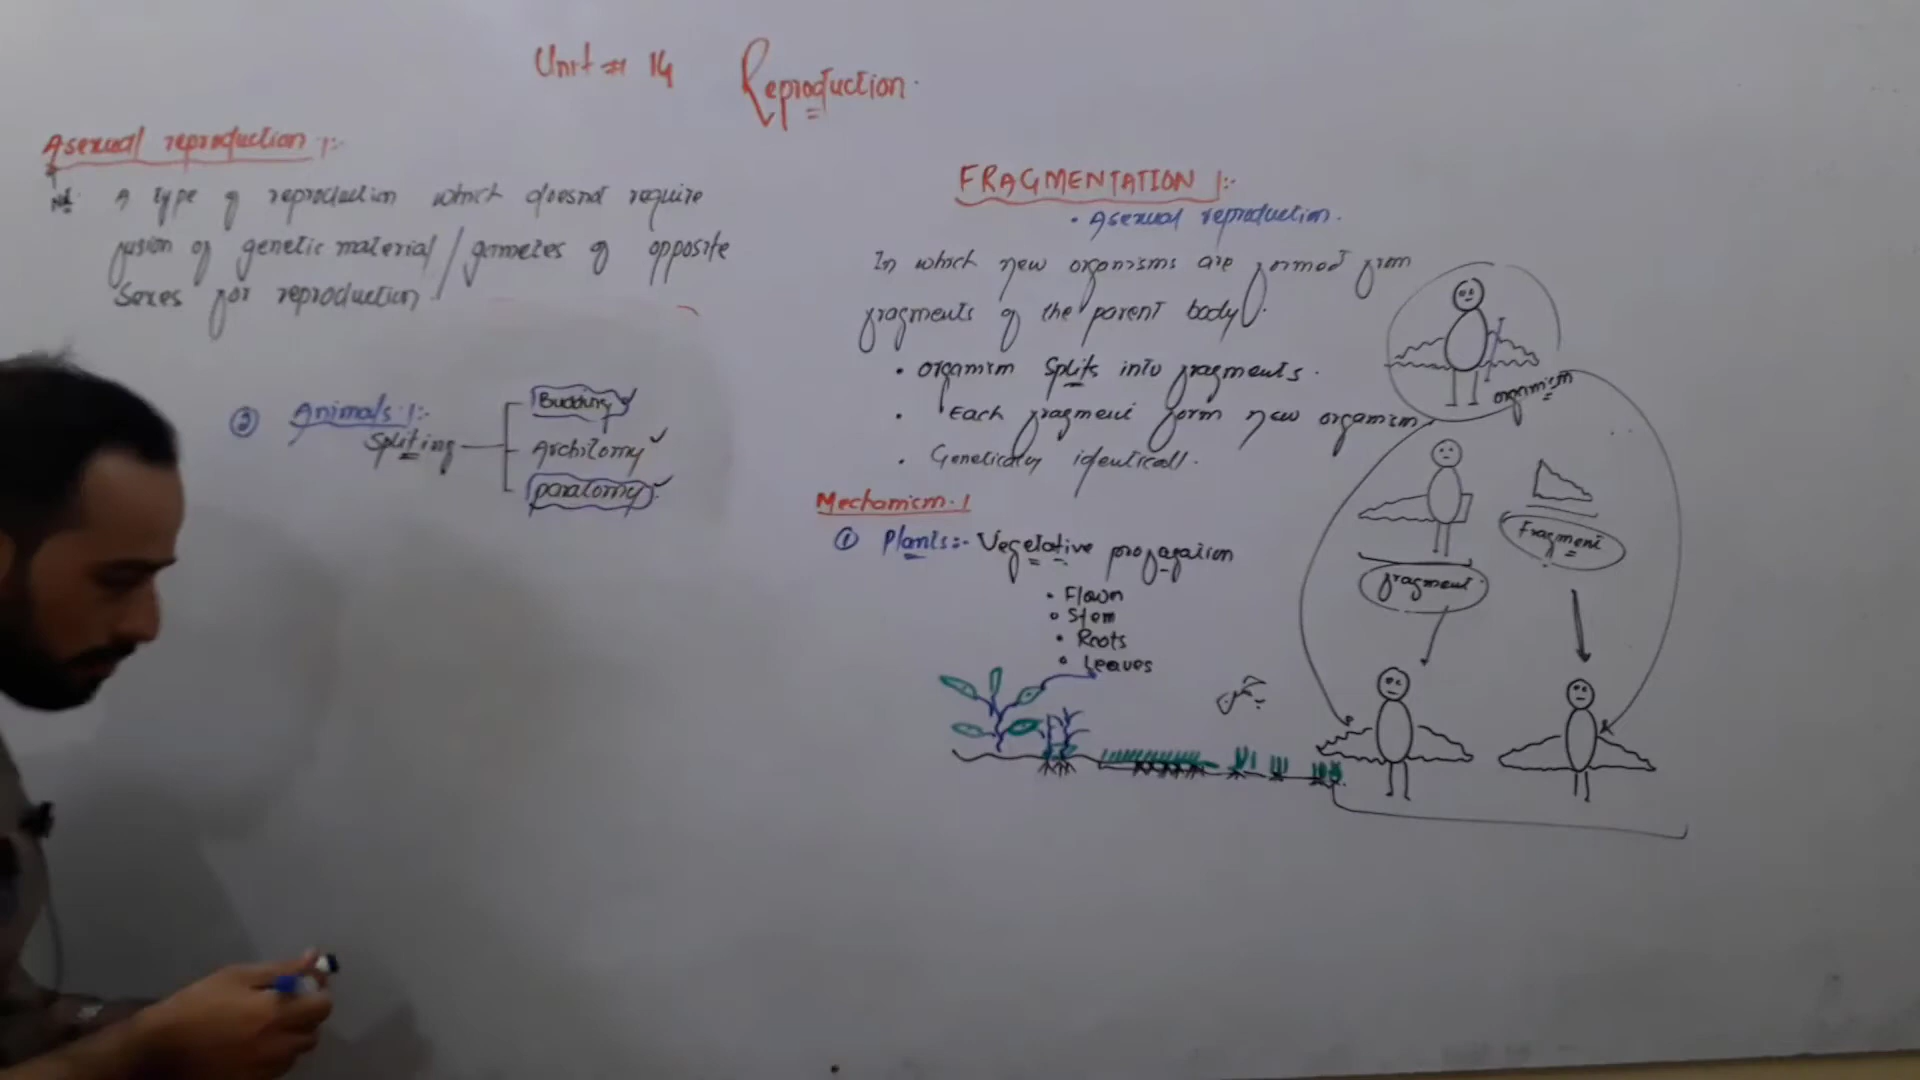 Unit # 14 Reproduction.
Asexual reproduction :-
A type of reproduction which doesnot require
fusion of genetic material / gametes of opposite
Sexes for reproduction.
② Animals :-
Spliting
Budding
Architomy
paratomy
FRAGMENTATION :-
• Asexual reproduction.
In which new organisms are formed from
fragments of the parent body.
• organism splits into fragments.
• Each fragment form new organism
• Genetically identicall.
Mechanism :
① Plants:- Vegetative propagation
• Flown
• Stem
• Roots
• Leaves
organism
fragment
Fragment